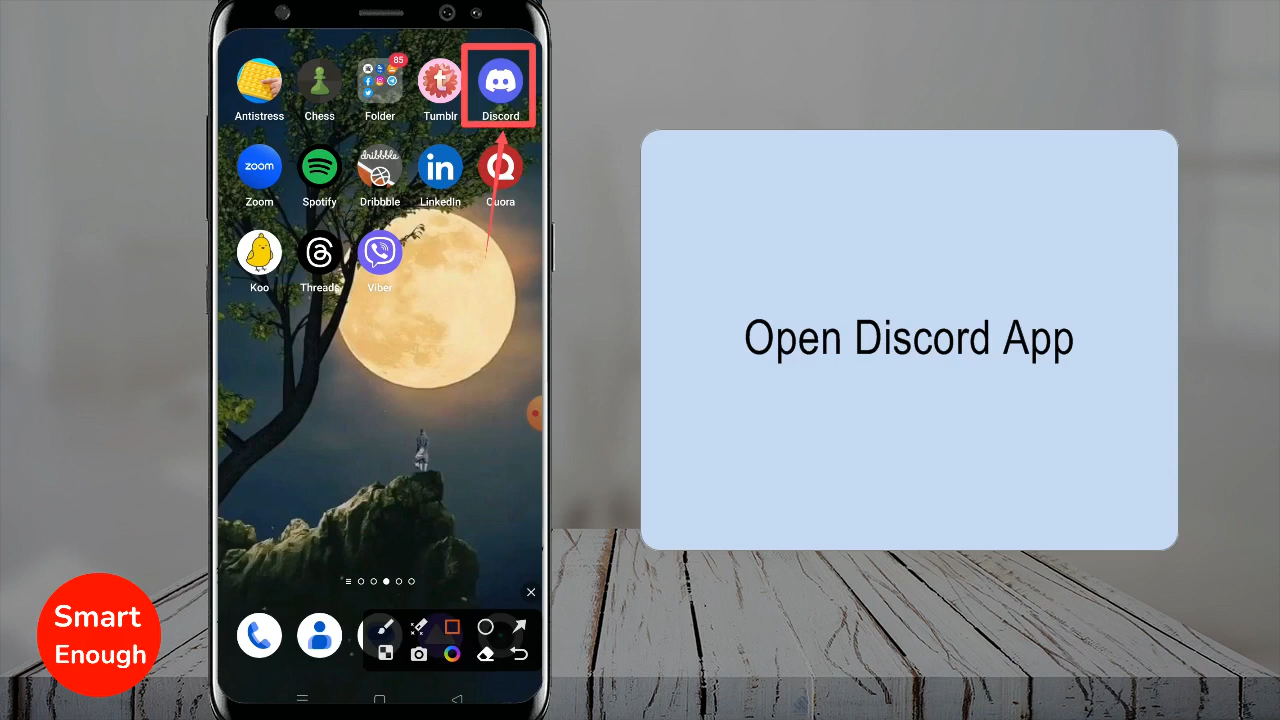 85
t
Antistress Chess Folder Tumblr Discord
zoom
dribbble
in
Zoom Spotify Dribbble LinkedIn Quora
Koo Threads Viber
Open Discord App
Smart
Enough